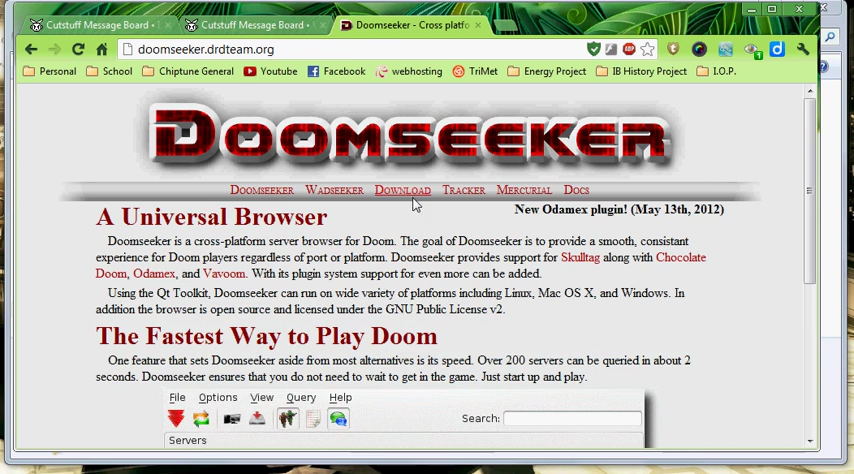 Cutstuff Message Board •
Cutstuff Message Board •
Doomseeker - Cross platfo
doomseeker.drdteam.org
Personal School Chiptune General Youtube Facebook webhosting TriMet Energy Project IB History Project I.O.P.
DOOMSEEKER
Doomseeker Wadseeker Download Tracker Mercurial Docs
New Odamex plugin! (May 13th, 2012)
A Universal Browser
Doomseeker is a cross-platform server browser for Doom. The goal of Doomseeker is to provide a smooth, consistant
experience for Doom players regardless of port or platform. Doomseeker provides support for Skulltag along with Chocolate
Doom, Odamex, and Vavoom. With its plugin system support for even more can be added.
Using the Qt Toolkit, Doomseeker can run on wide variety of platforms including Linux, Mac OS X, and Windows. In
addition the browser is open source and licensed under the GNU Public License v2.
The Fastest Way to Play Doom
One feature that sets Doomseeker aside from most alternatives is its speed. Over 200 servers can be queried in about 2
seconds. Doomseeker ensures that you do not need to wait to get in the game. Just start up and play.
File Options View Query Help
Search:
Servers